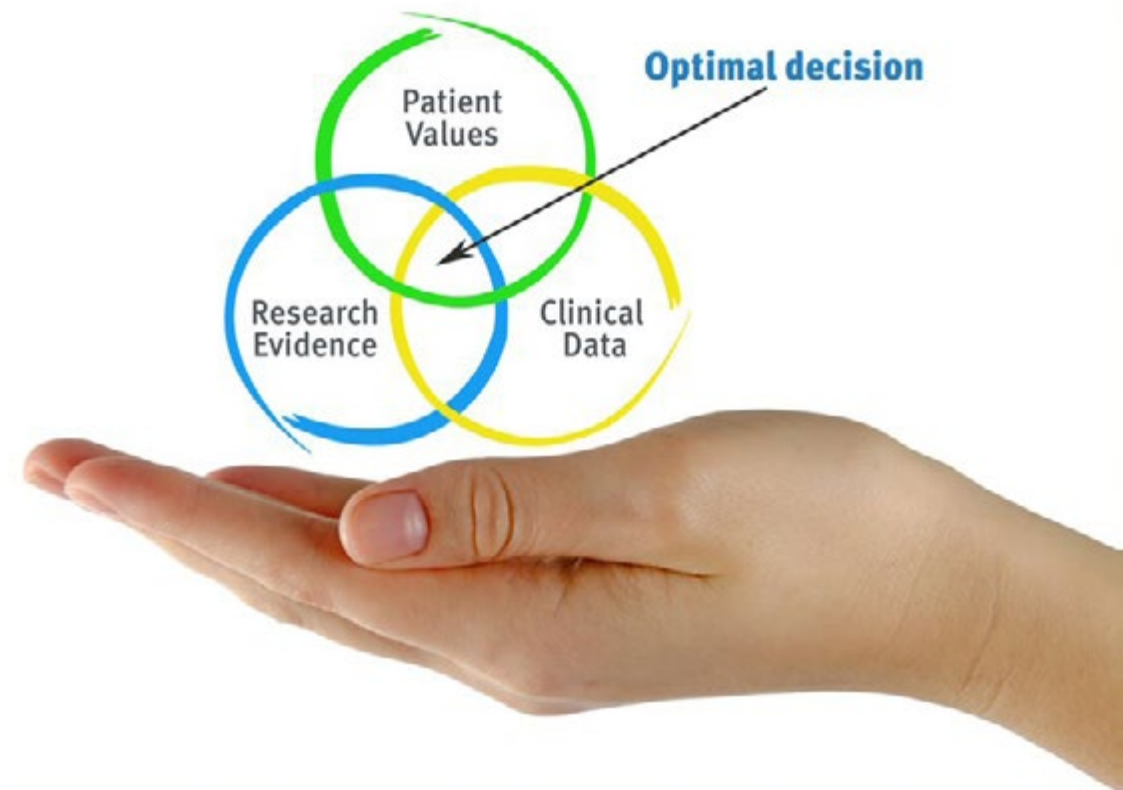 Optimal decision
Patient
Values
Research
Evidence
Clinical
Data